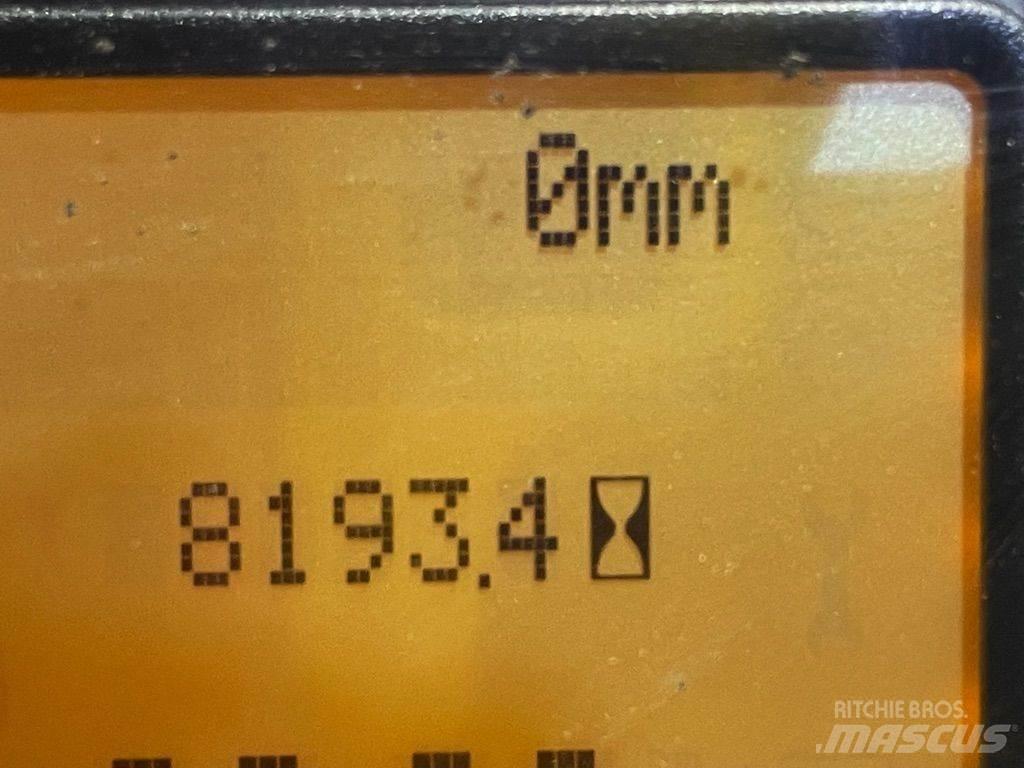 0mm
8193.4
RITCHIE BROS.
.MASCUS